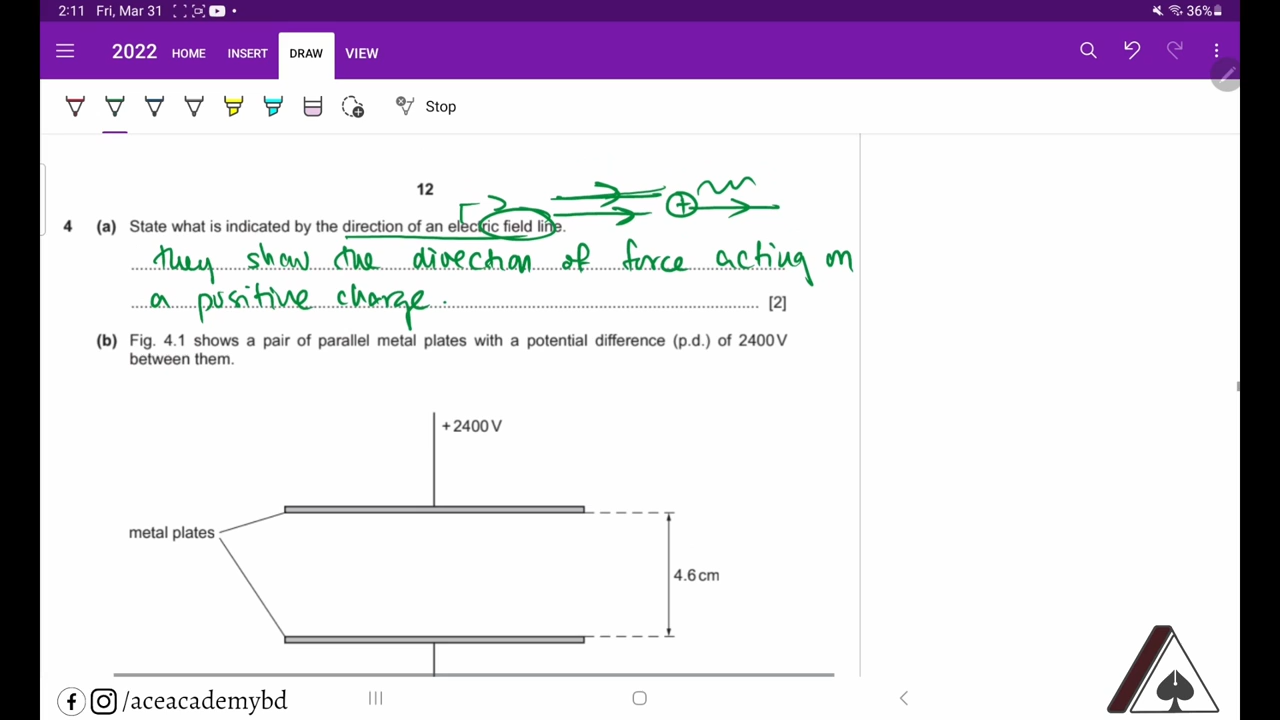 2:11 Fri, Mar 31
36%
2022 HOME INSERT DRAW VIEW
Stop
12
4 (a) State what is indicated by the direction of an electric field line.
they show the direction of force acting on
a positive charge.
[2]
(b) Fig. 4.1 shows a pair of parallel metal plates with a potential difference (p.d.) of 2400 V
between them.
+2400 V
metal plates
4.6 cm
/aceacademybd